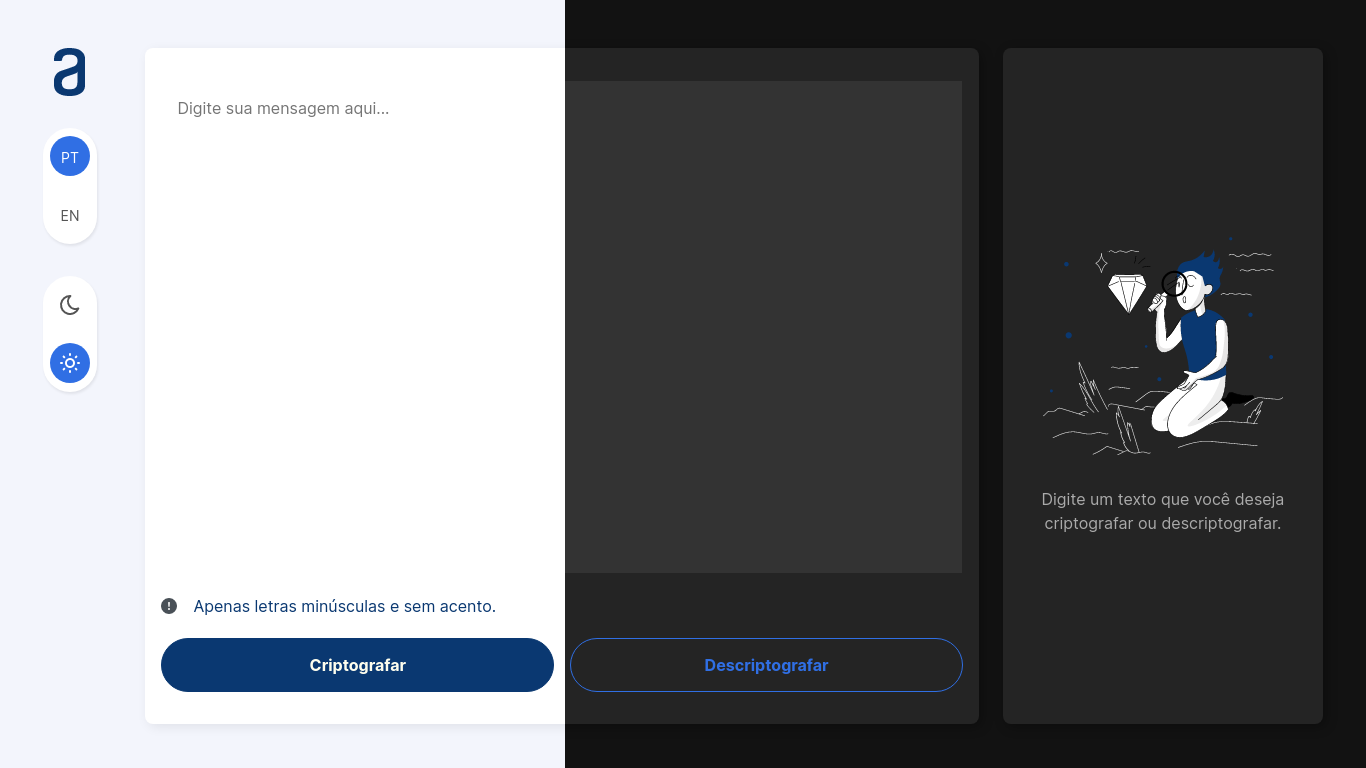 a
PT
EN
Digite sua mensagem aqui...
Apenas letras minúsculas e sem acento.
Criptografar
Descriptografar
Digite um texto que você deseja
criptografar ou descriptografar.